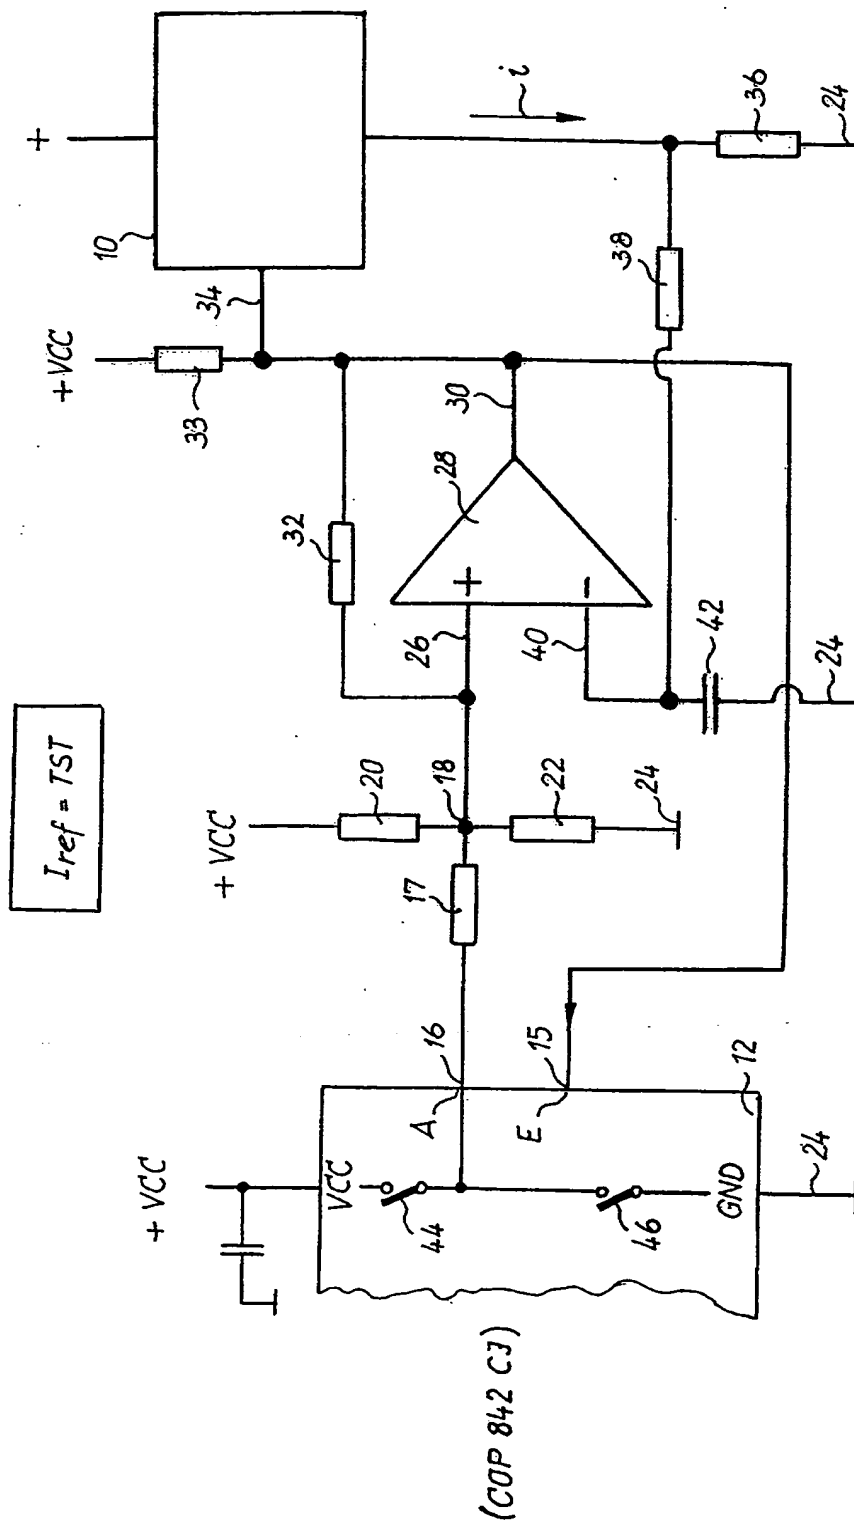 I ref = TST
+VCC
(COP 842 CJ)
VCC
44
A
16
E
15
46
GND
12
24
+VCC
20
17
18
22
24
26
+
32
28
30
40
-
42
24
+VCC
33
34
10
+
i
38
36
24